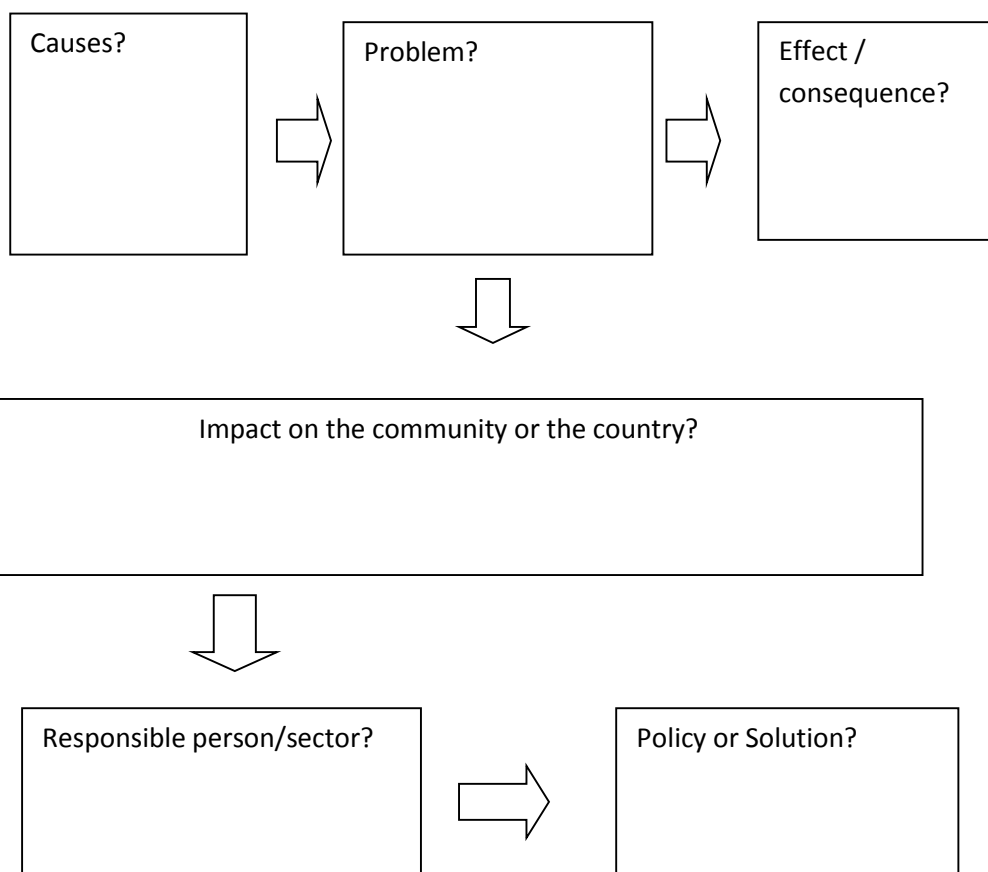 Causes?
Problem?
Effect /
consequence?
Impact on the community or the country?
Responsible person/sector?
Policy or Solution?